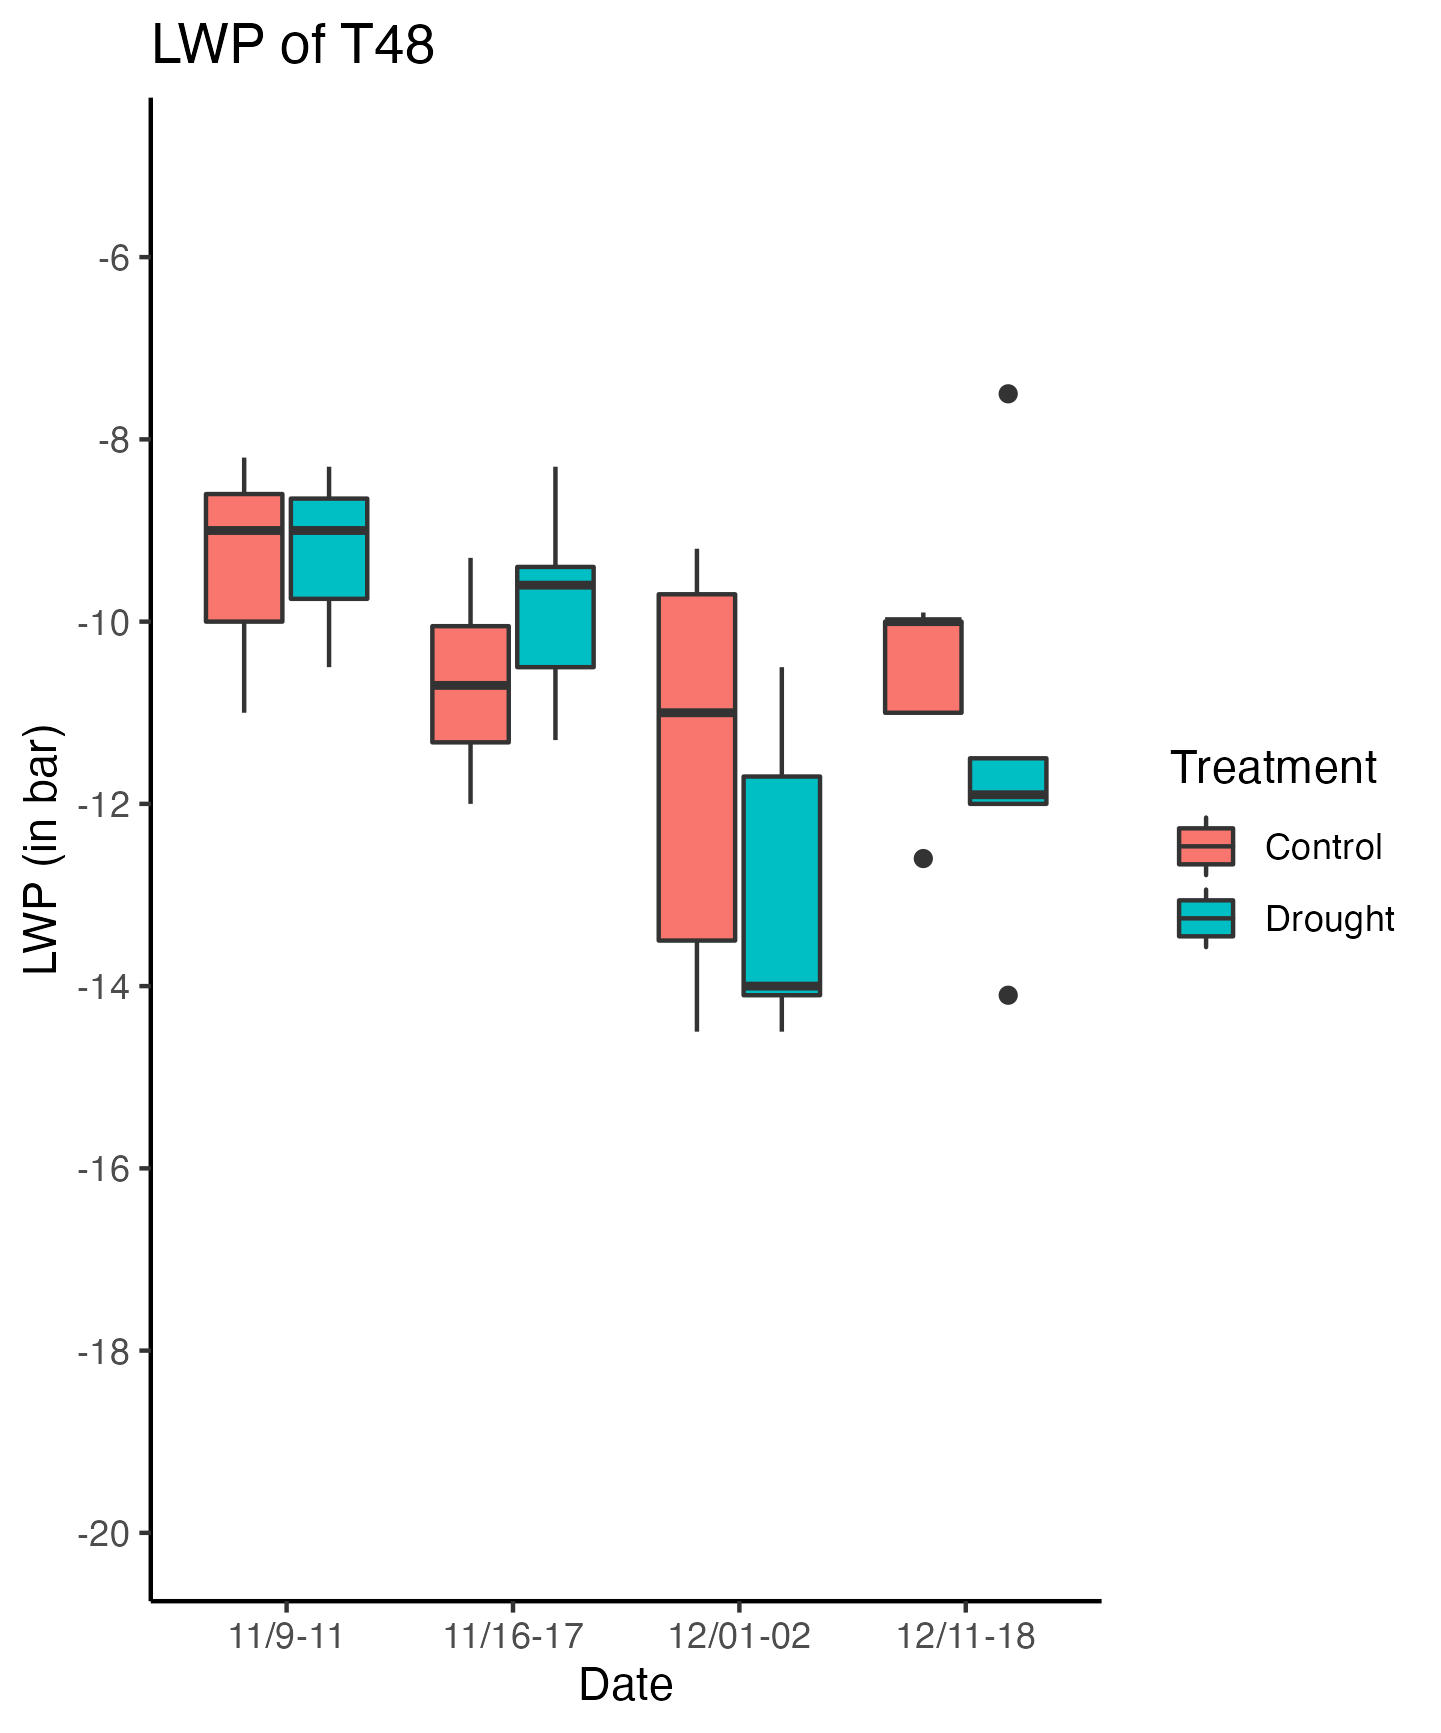 LWP of T48
LWP (in bar)
-6
-8
-10
-12
-14
-16
-18
-20
11/9-11
11/16-17
12/01-02
12/11-18
Date
Treatment
Control
Drought